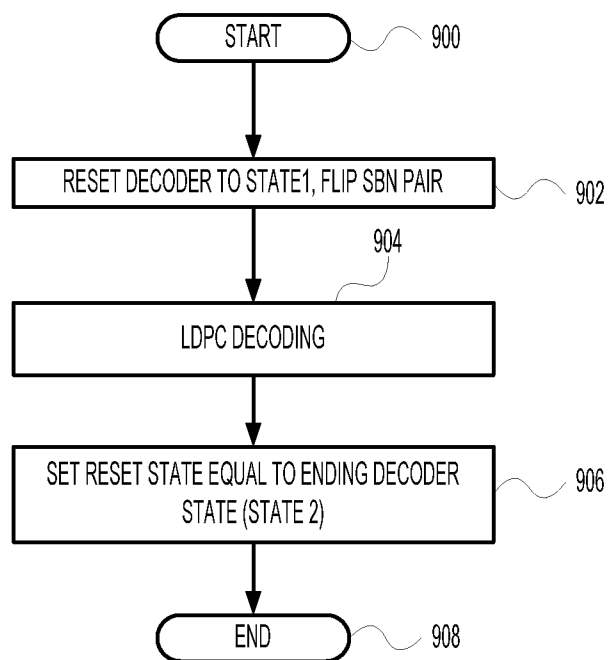 START
900
RESET DECODER TO STATE1, FLIP SBN PAIR
902
904
LDPC DECODING
SET RESET STATE EQUAL TO ENDING DECODER
STATE (STATE 2)
906
END
908